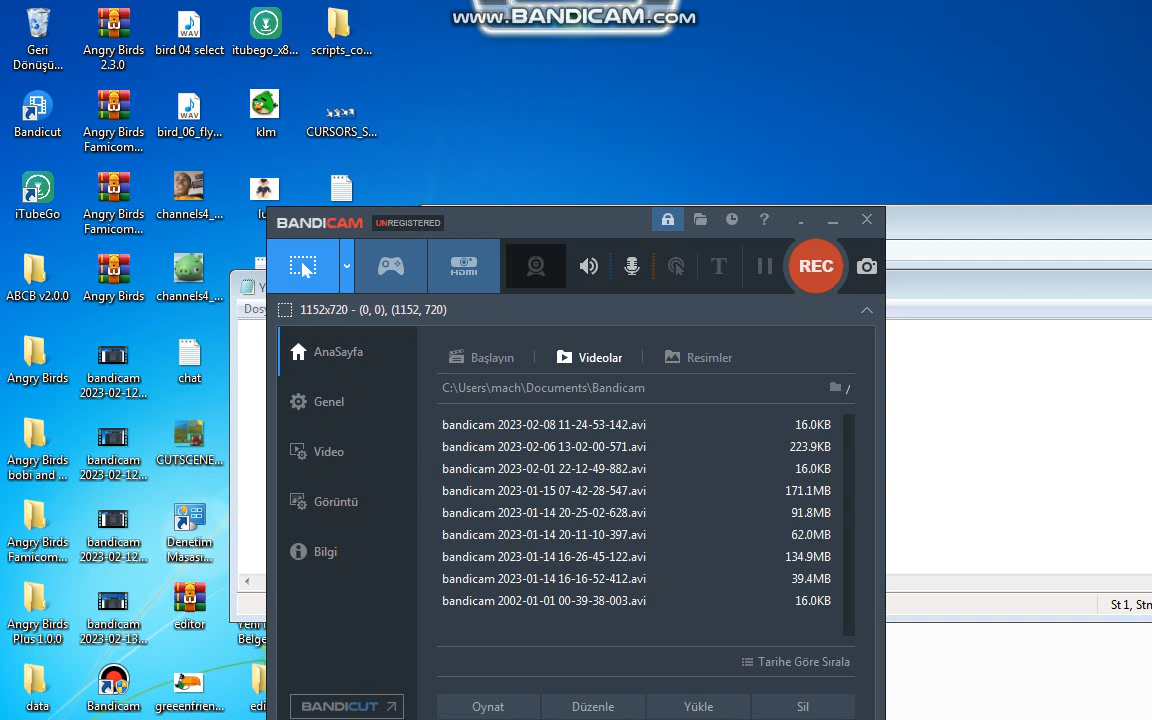 www.BANDICAM.com
Geri
Dönüşü...
Angry Birds
2.3.0
bird 04 select
itubego_x8...
scripts_co...
Bandicut
Angry Birds
Famicom...
bird_06_fly...
klm
CURSORS_S...
iTubeGo
Angry Birds
Famicom...
channels4_...
ABCB v2.0.0
Angry Birds
channels4_...
Angry Birds
bandicam
2023-02-12...
chat
Angry Birds
bobi and ...
bandicam
2023-02-12...
CUTSCENE...
Angry Birds
Famicom...
bandicam
2023-02-12...
Denetim
Masası...
Angry Birds
Plus 1.0.0
bandicam
2023-02-13...
editor
Belge
data
Bandicam
greeenfrien...
BANDICAM UNREGISTERED
HDMI
T
REC
1152x720 - (0, 0), (1152, 720)
AnaSayfa
Genel
Video
Görüntü
Bilgi
BANDICUT
Başlayın
Videolar
Resimler
C:\Users\mach\Documents\Bandicam
bandicam 2023-02-08 11-24-53-142.avi 16.0KB
bandicam 2023-02-06 13-02-00-571.avi 223.9KB
bandicam 2023-02-01 22-12-49-882.avi 16.0KB
bandicam 2023-01-15 07-42-28-547.avi 171.1MB
bandicam 2023-01-14 20-25-02-628.avi 91.8MB
bandicam 2023-01-14 20-11-10-397.avi 62.0MB
bandicam 2023-01-14 16-26-45-122.avi 134.9MB
bandicam 2023-01-14 16-16-52-412.avi 39.4MB
bandicam 2002-01-01 00-39-38-003.avi 16.0KB
Tarihe Göre Sırala
Oynat
Düzenle
Yükle
Sil
St 1, Stn